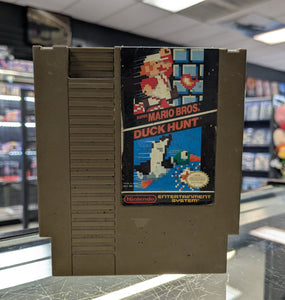 SUPER
MARIO BROS.
DUCK HUNT
Nintendo
ENTERTAINMENT
SYSTEM